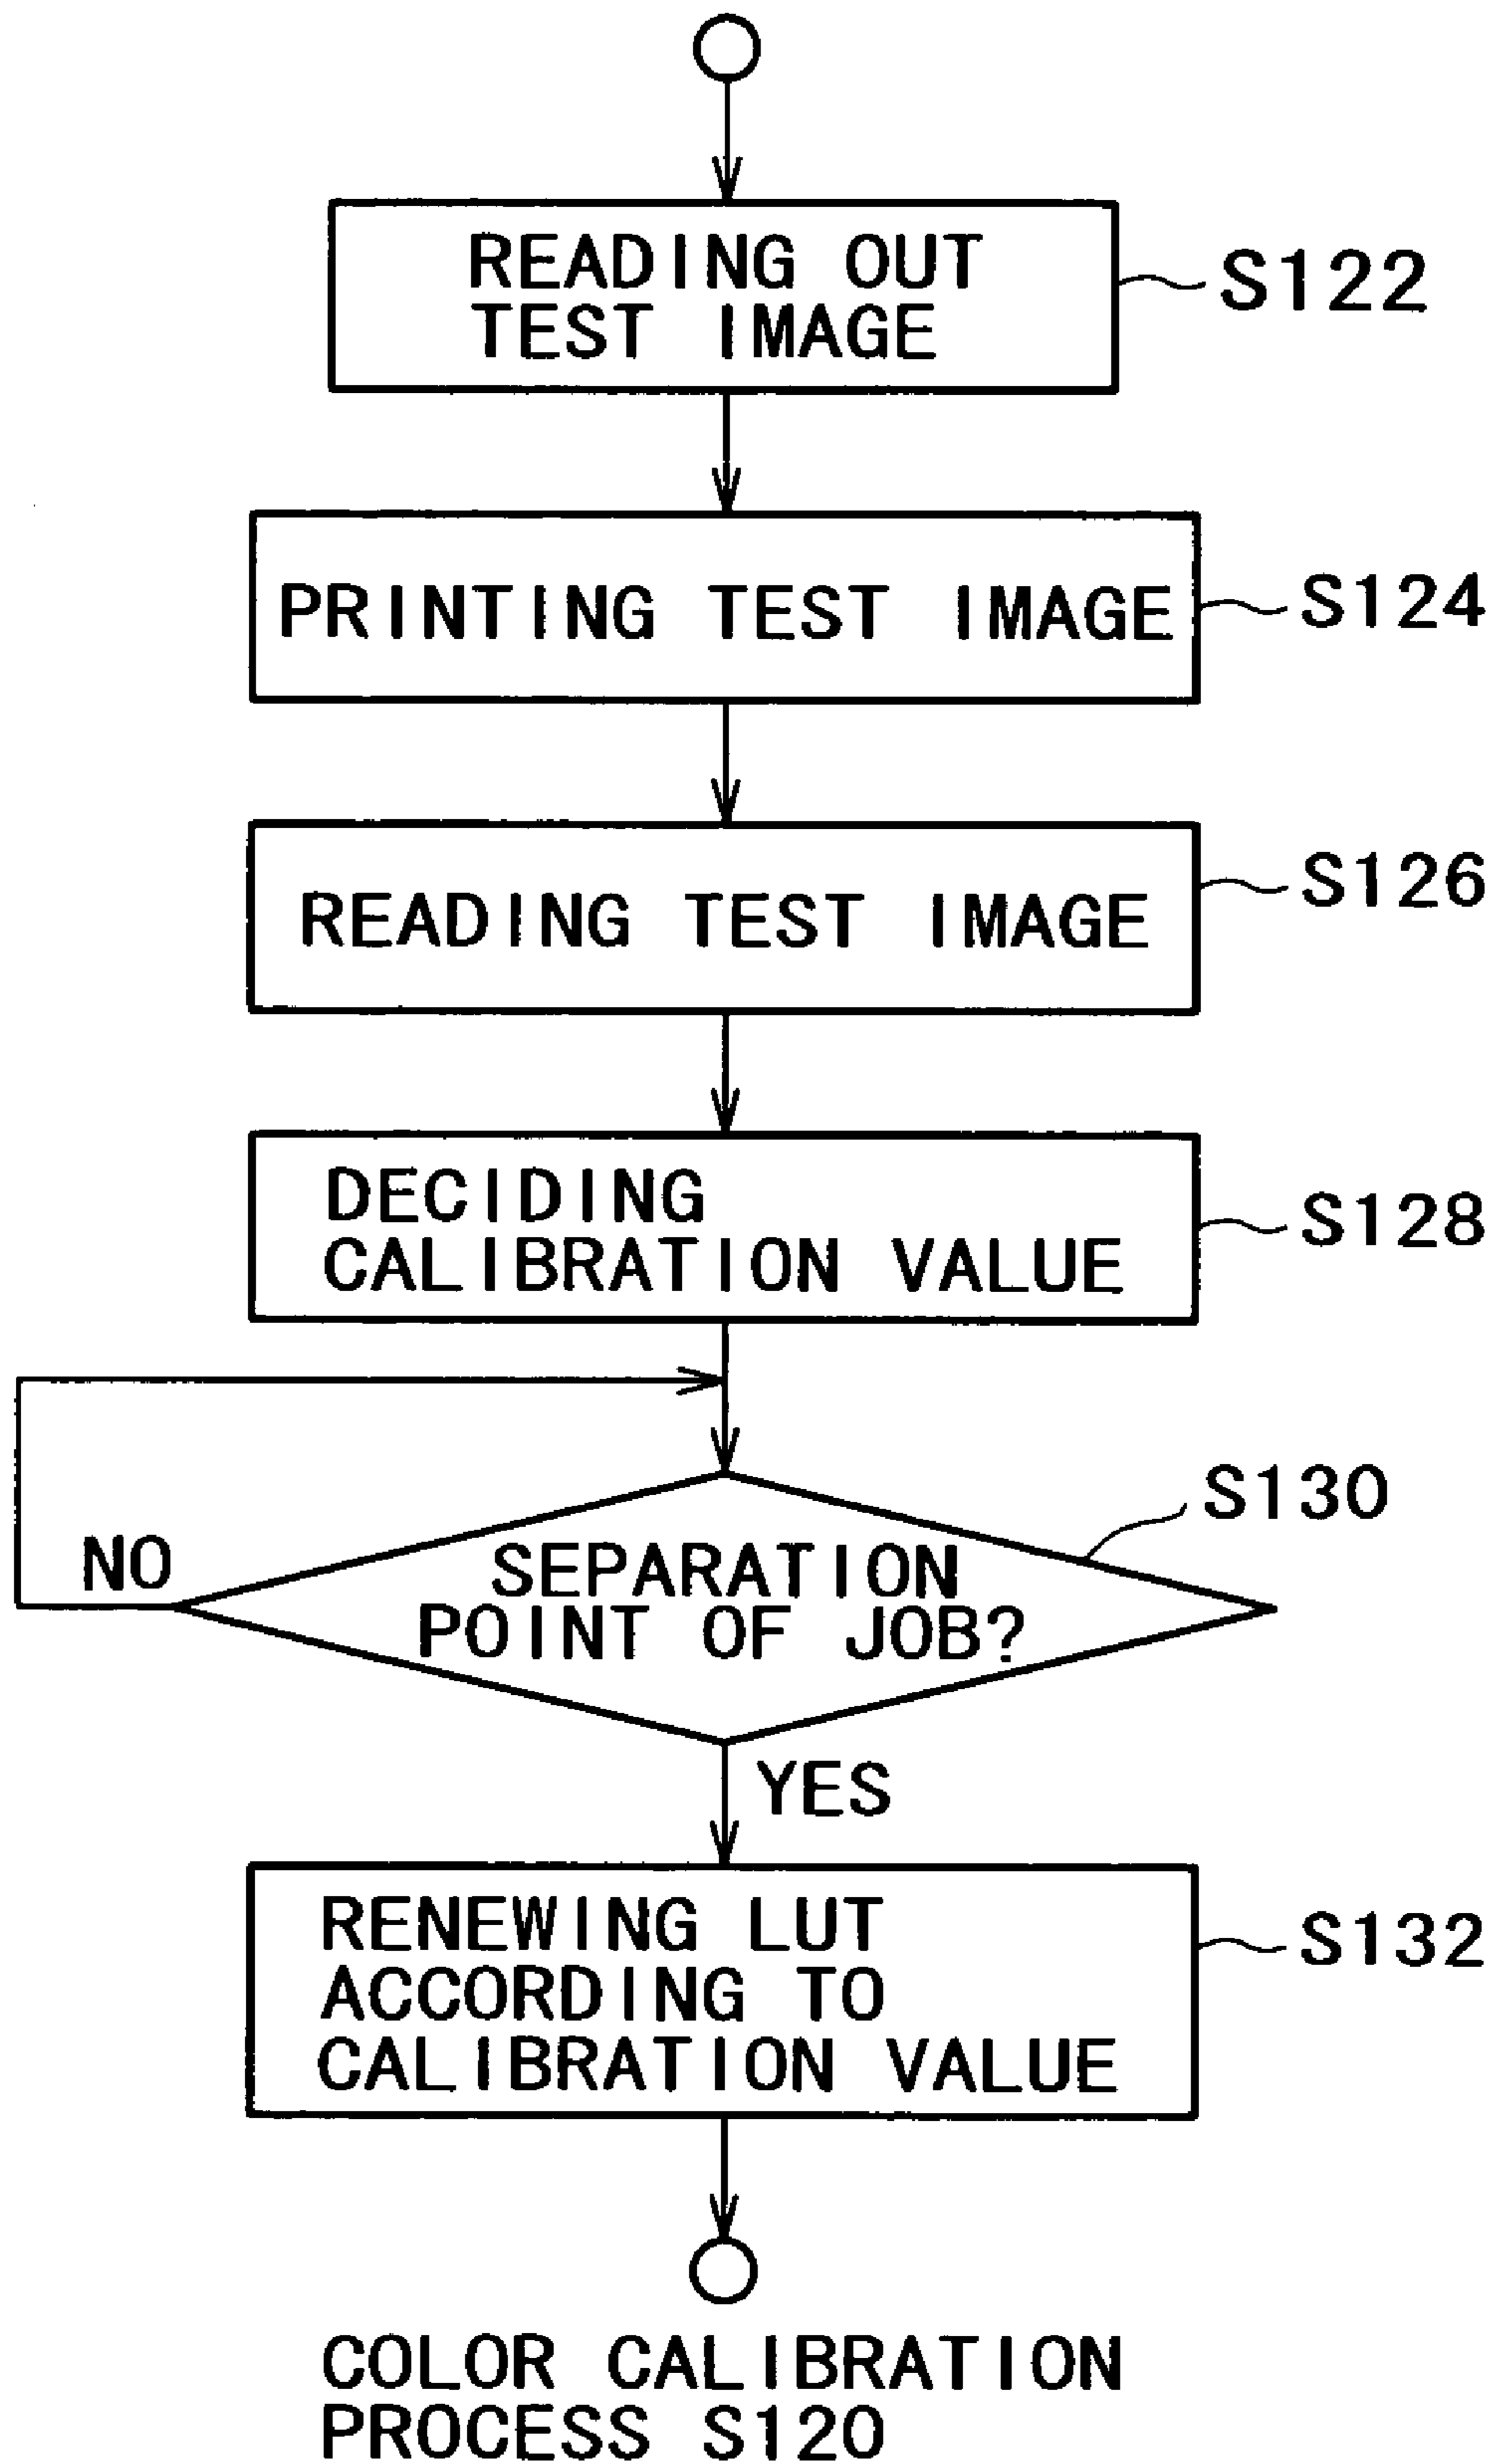 READING OUT
TEST IMAGE
S122
PRINTING TEST IMAGE
S124
READING TEST IMAGE
S126
DECIDING
CALIBRATION VALUE
S128
S130
NO
SEPARATION
POINT OF JOB?
YES
RENEWING LUT
ACCORDING TO
CALIBRATION VALUE
S132
COLOR CALIBRATION
PROCESS S120